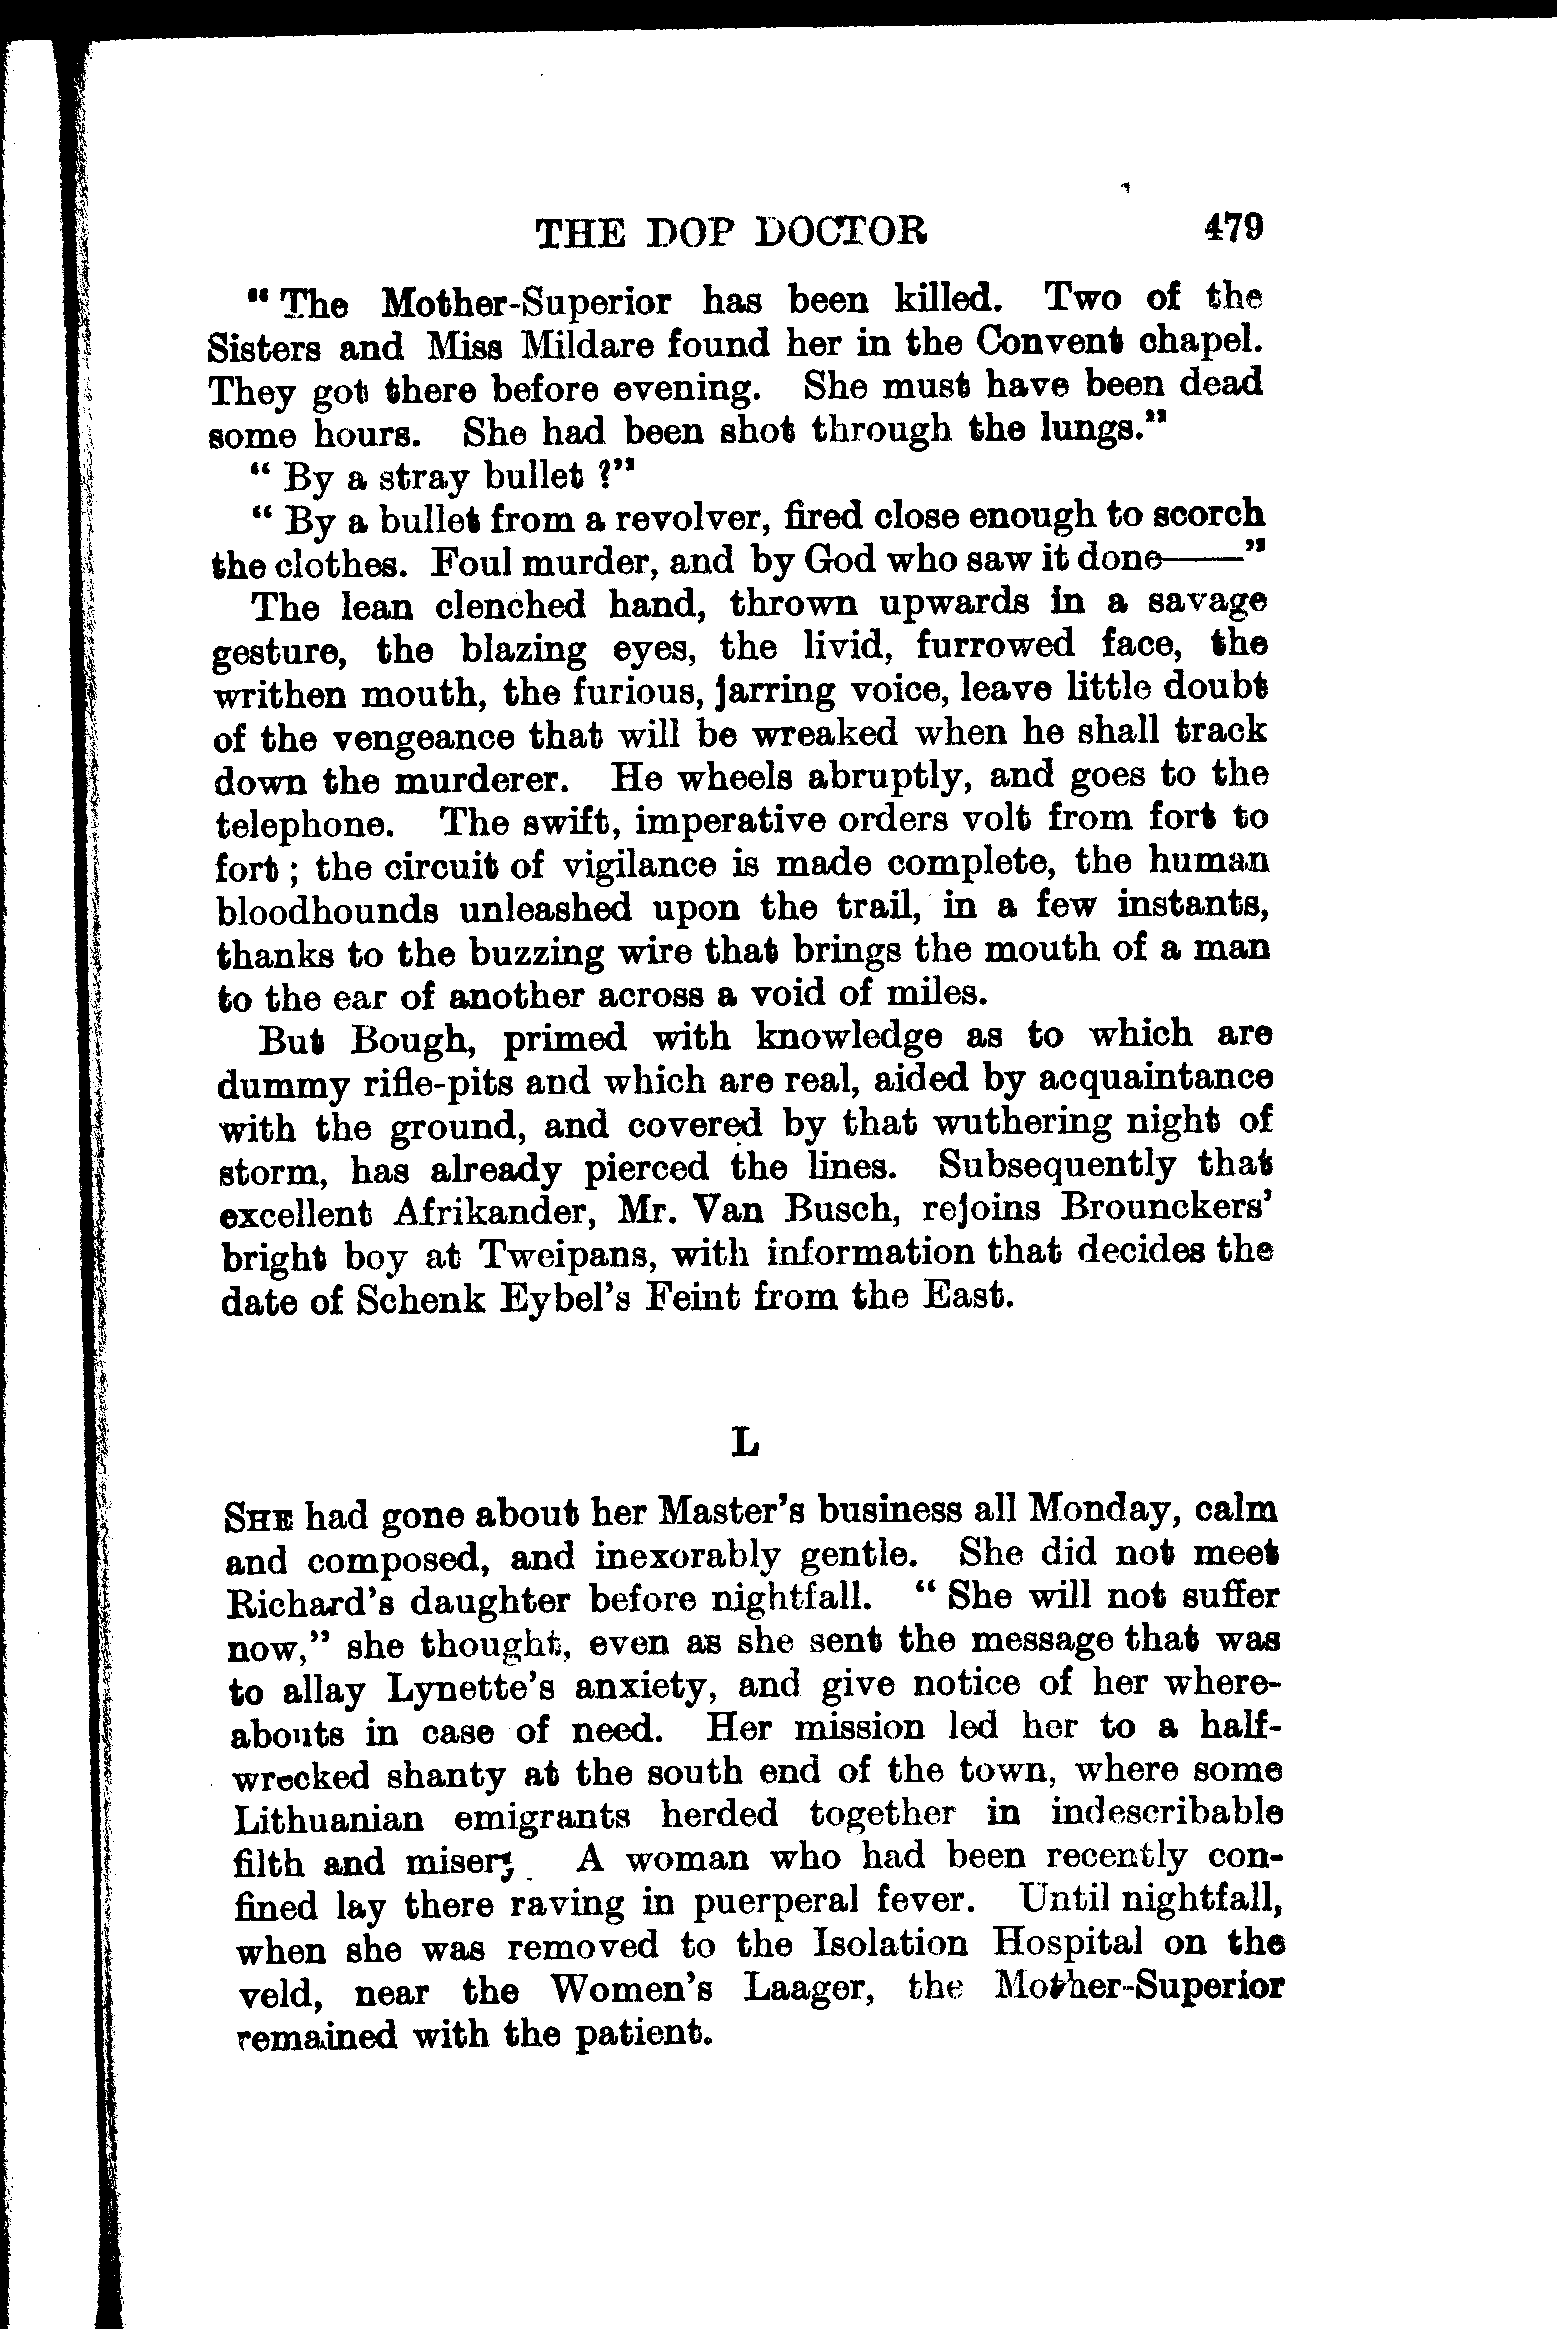 THE DOP DOCTOR 479
" The Mother-Superior has been killed. Two of the
Sisters and Miss Mildare found her in the Convent chapel.
They got there before evening. She must have been dead
some hours. She had been shot through the lungs."
" By a stray bullet ?"
" By a bullet from a revolver, fired close enough to scorch
the clothes. Foul murder, and by God who saw it done——"
The lean clenched hand, thrown upwards in a savage
gesture, the blazing eyes, the livid, furrowed face, the
writhen mouth, the furious, jarring voice, leave little doubt
of the vengeance that will be wreaked when he shall track
down the murderer. He wheels abruptly, and goes to the
telephone. The swift, imperative orders volt from fort to
fort ; the circuit of vigilance is made complete, the human
bloodhounds unleashed upon the trail, in a few instants,
thanks to the buzzing wire that brings the mouth of a man
to the ear of another across a void of miles.
But Bough, primed with knowledge as to which are
dummy rifle-pits and which are real, aided by acquaintance
with the ground, and covered by that wuthering night of
storm, has already pierced the lines. Subsequently that
excellent Afrikander, Mr. Van Busch, rejoins Brounckers'
bright boy at Tweipans, with information that decides the
date of Schenk Eybel's Feint from the East.
L
SHE had gone about her Master's business all Monday, calm
and composed, and inexorably gentle. She did not meet
Richard's daughter before nightfall. " She will not suffer
now," she thought, even as she sent the message that was
to allay Lynette's anxiety, and give notice of her where-
abouts in case of need. Her mission led her to a half-
wrecked shanty at the south end of the town, where some
Lithuanian emigrants herded together in indescribable
filth and misery. A woman who had been recently con-
fined lay there raving in puerperal fever. Until nightfall,
when she was removed to the Isolation Hospital on the
veld, near the Women's Laager, the Mother-Superior
remained with the patient.